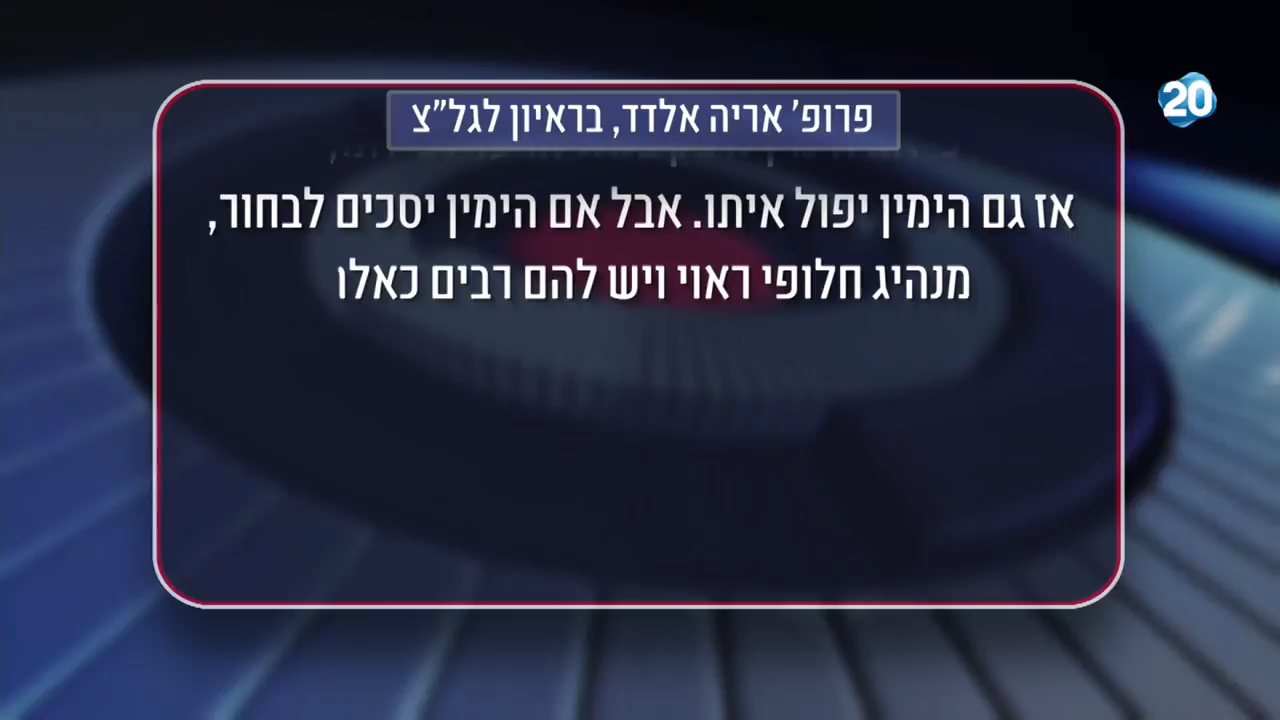 20
פרופ' אריה אלדד, בראיון לגל"צ
אז גם הימין יפול איתו. אבל אם הימין יסכים לבחור,
מנהיג חלופי ראוי ויש להם רבים כאלו